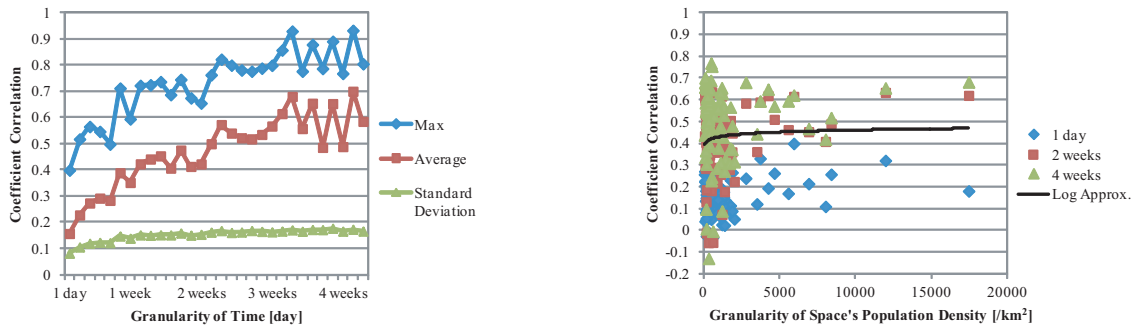 1
0.9
0.8
0.7
0.6
0.5
0.4
0.3
0.2
0.1
0
Coefficient Correlation
1 day
1 week
2 weeks
3 weeks
4 weeks
Granularity of Time [day]
Max
Average
Standard
Deviation
1
0.9
0.8
0.7
0.6
0.5
0.4
0.3
0.2
0.1
0
-0.1
-0.2
Coefficient Correlation
0
5000
10000
15000
20000
Granularity of Space's Population Density [/km²]
1 day
2 weeks
4 weeks
Log Approx.